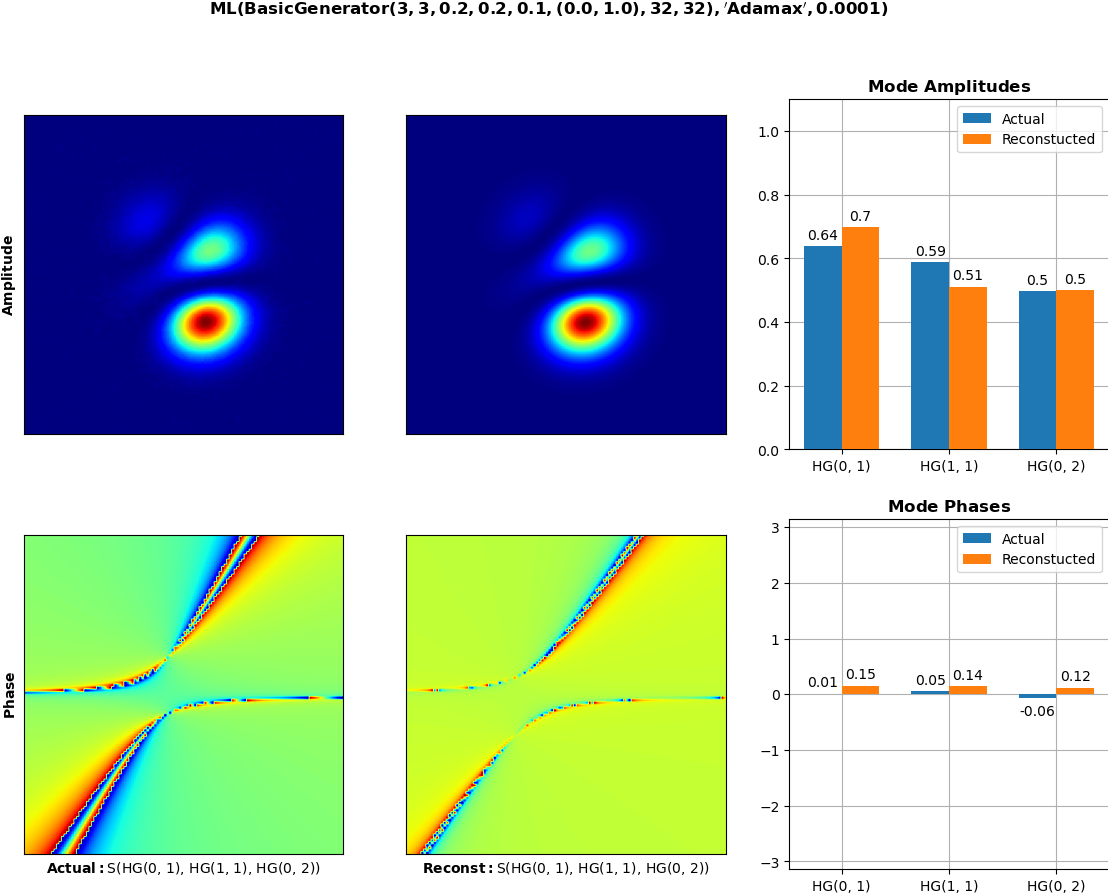 ML(BasicGenerator(3, 3, 0.2, 0.2, 0.1, (0.0, 1.0), 32, 32), ′Adamax′, 0.0001)
Mode Amplitudes
Actual
Reconstucted
1.0
0.8
0.6
0.4
0.2
0.0
0.64
0.7
0.59
0.51
0.5
0.5
HG(0, 1)
HG(1, 1)
HG(0, 2)
Amplitude
Mode Phases
Actual
Reconstucted
3
2
1
0
−1
−2
−3
0.01
0.15
0.05
0.14
-0.06
0.12
HG(0, 1)
HG(1, 1)
HG(0, 2)
Phase
Actual: S(HG(0, 1), HG(1, 1), HG(0, 2))
Reconst: S(HG(0, 1), HG(1, 1), HG(0, 2))